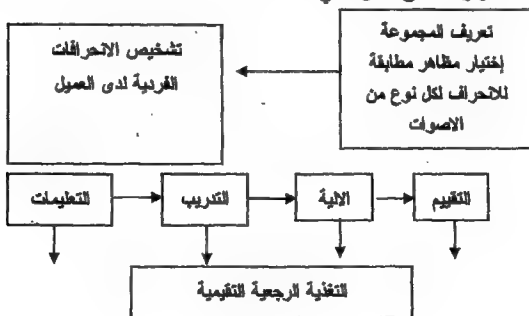 تعريف المجموعة
إختيار مظاهر مطابقة
للانحراف لكل نوع من
الاصوات
تشخيص الانحرافات
الفردية لدى العميل
التقييم
الالية
التدريب
التعليمات
التغذية الرجعية التقيمية